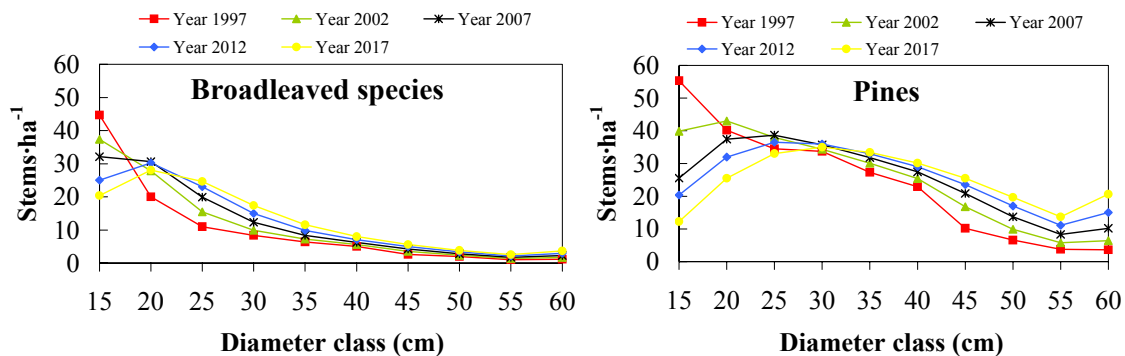 Year 1997 Year 2002 Year 2007
Year 2012 Year 2017
60
50
40
30
20
10
0
Stems·ha⁻¹
Broadleaved species
15 20 25 30 35 40 45 50 55 60
Diameter class (cm)
Year 1997 Year 2002 Year 2007
Year 2012 Year 2017
60
50
40
30
20
10
0
Stems·ha⁻¹
Pines
15 20 25 30 35 40 45 50 55 60
Diameter class (cm)